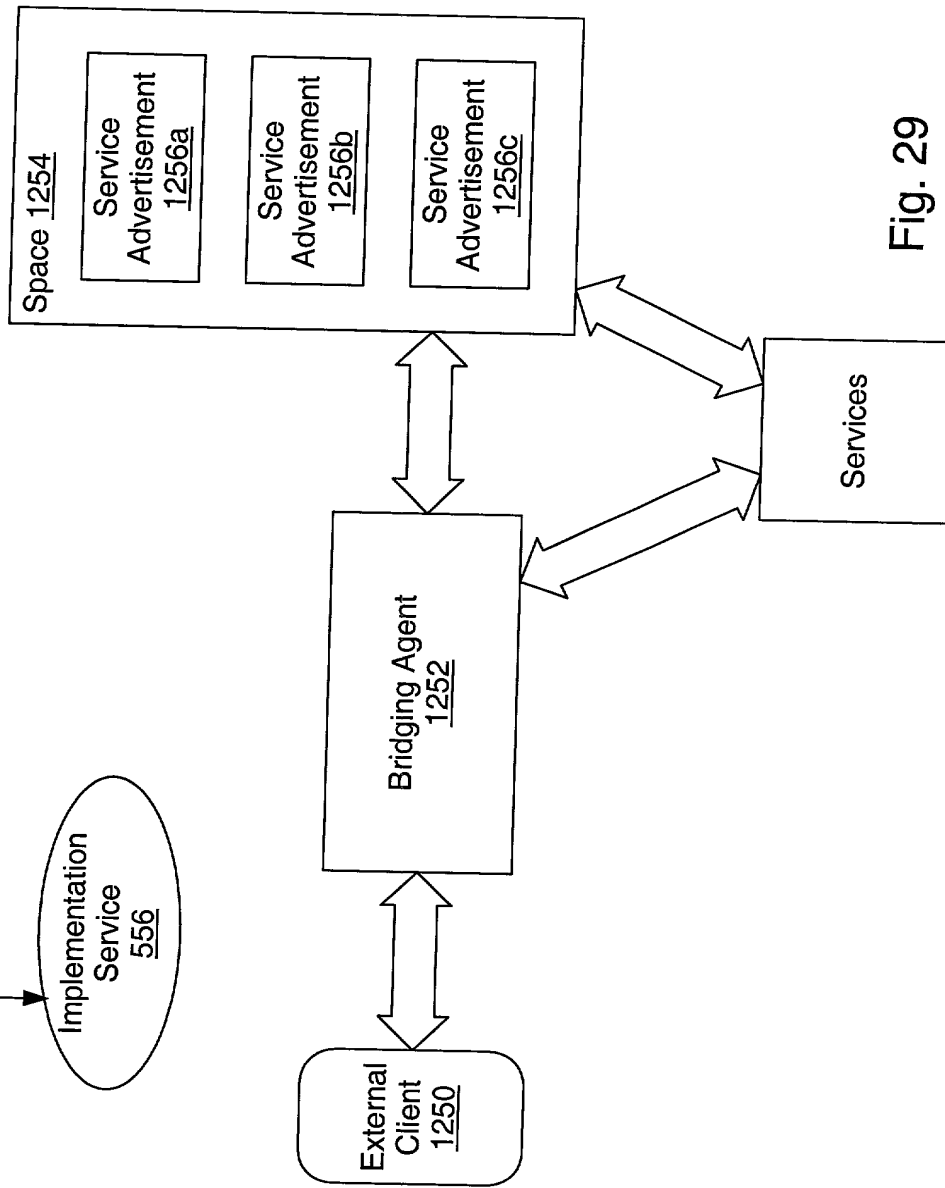 Implementation
Service
556
External
Client
1250
Bridging Agent
1252
Space 1254
Service
Advertisement
1256a
Service
Advertisement
1256b
Service
Advertisement
1256c
Services
Fig. 29